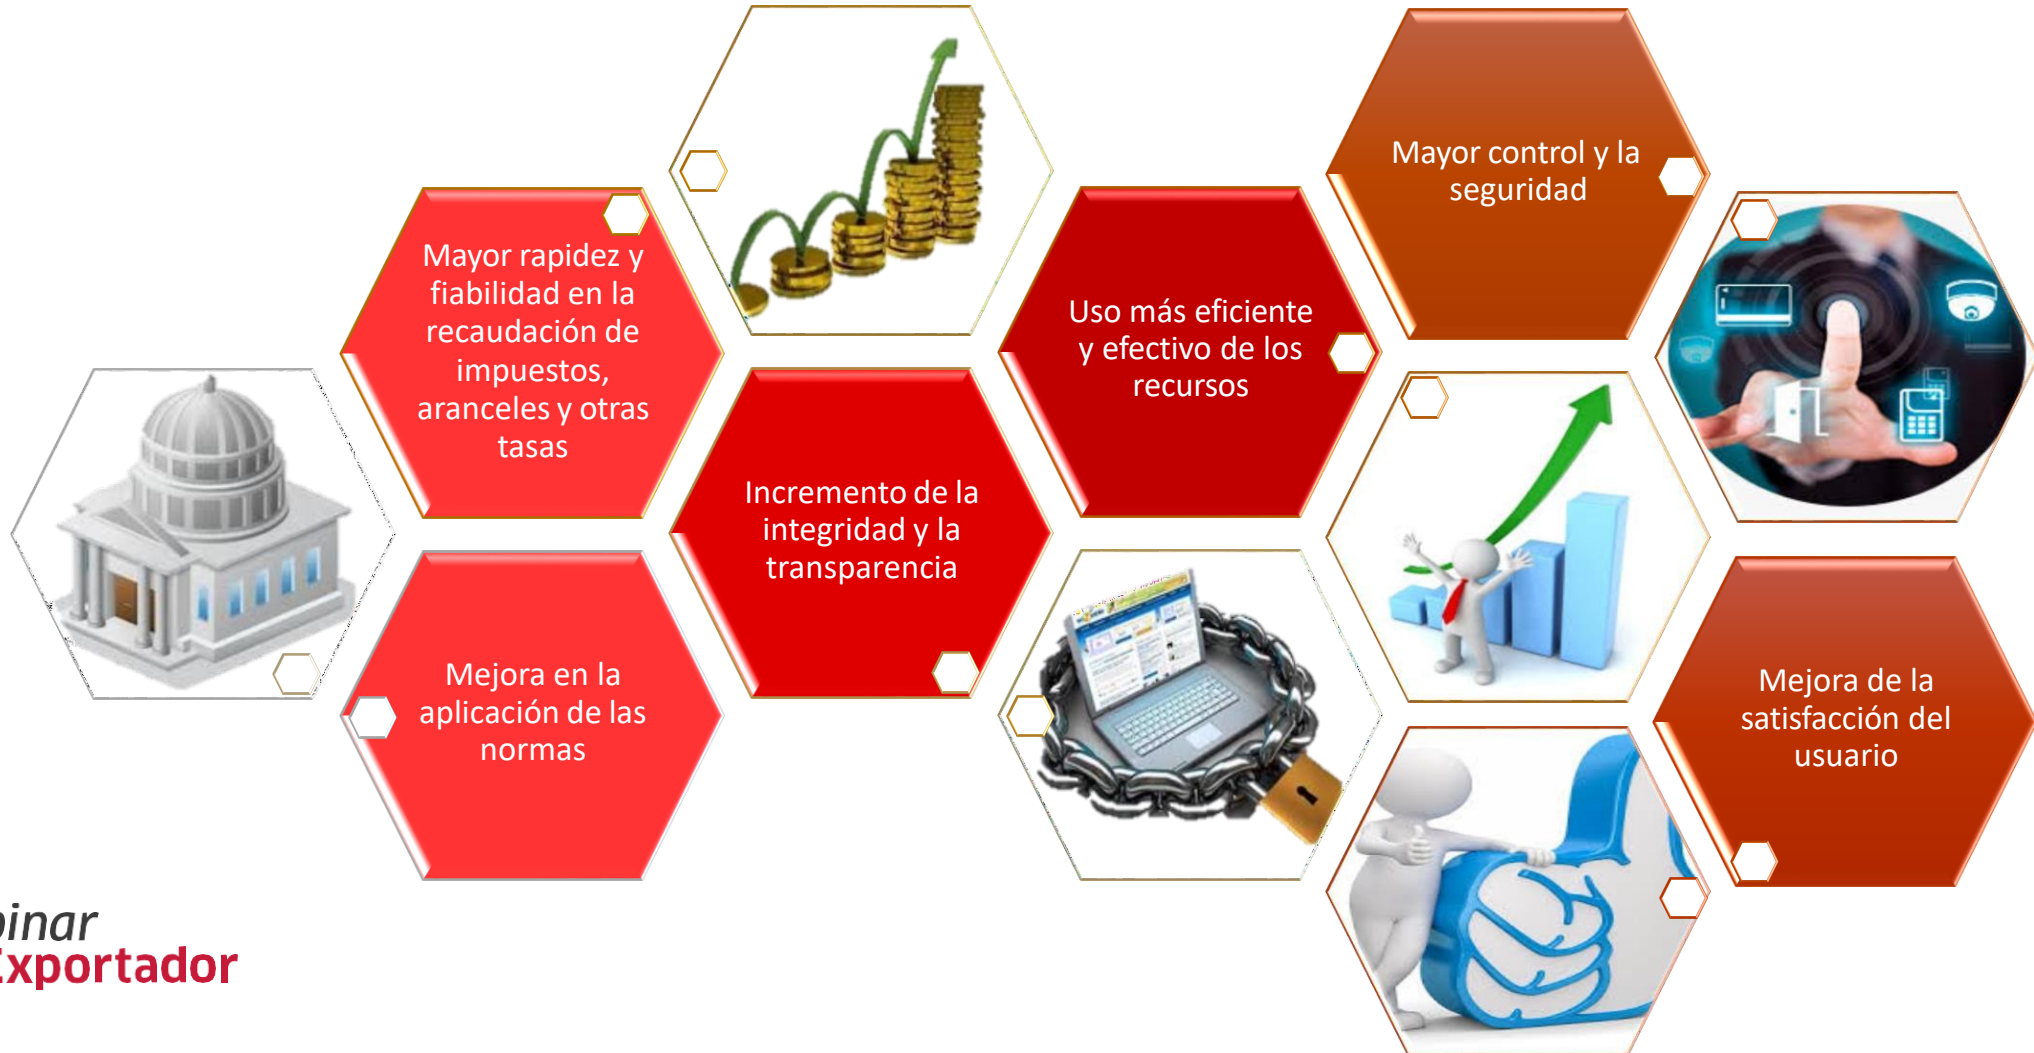 Mayor rapidez y
fiabilidad en la
recaudación de
impuestos,
aranceles y otras
tasas
Mejora en la
aplicación de las
normas
Incremento de la
integridad y la
transparencia
Uso más eficiente
y efectivo de los
recursos
Mayor control y la
seguridad
Mejora de la
satisfacción del
usuario
inar
Exportador